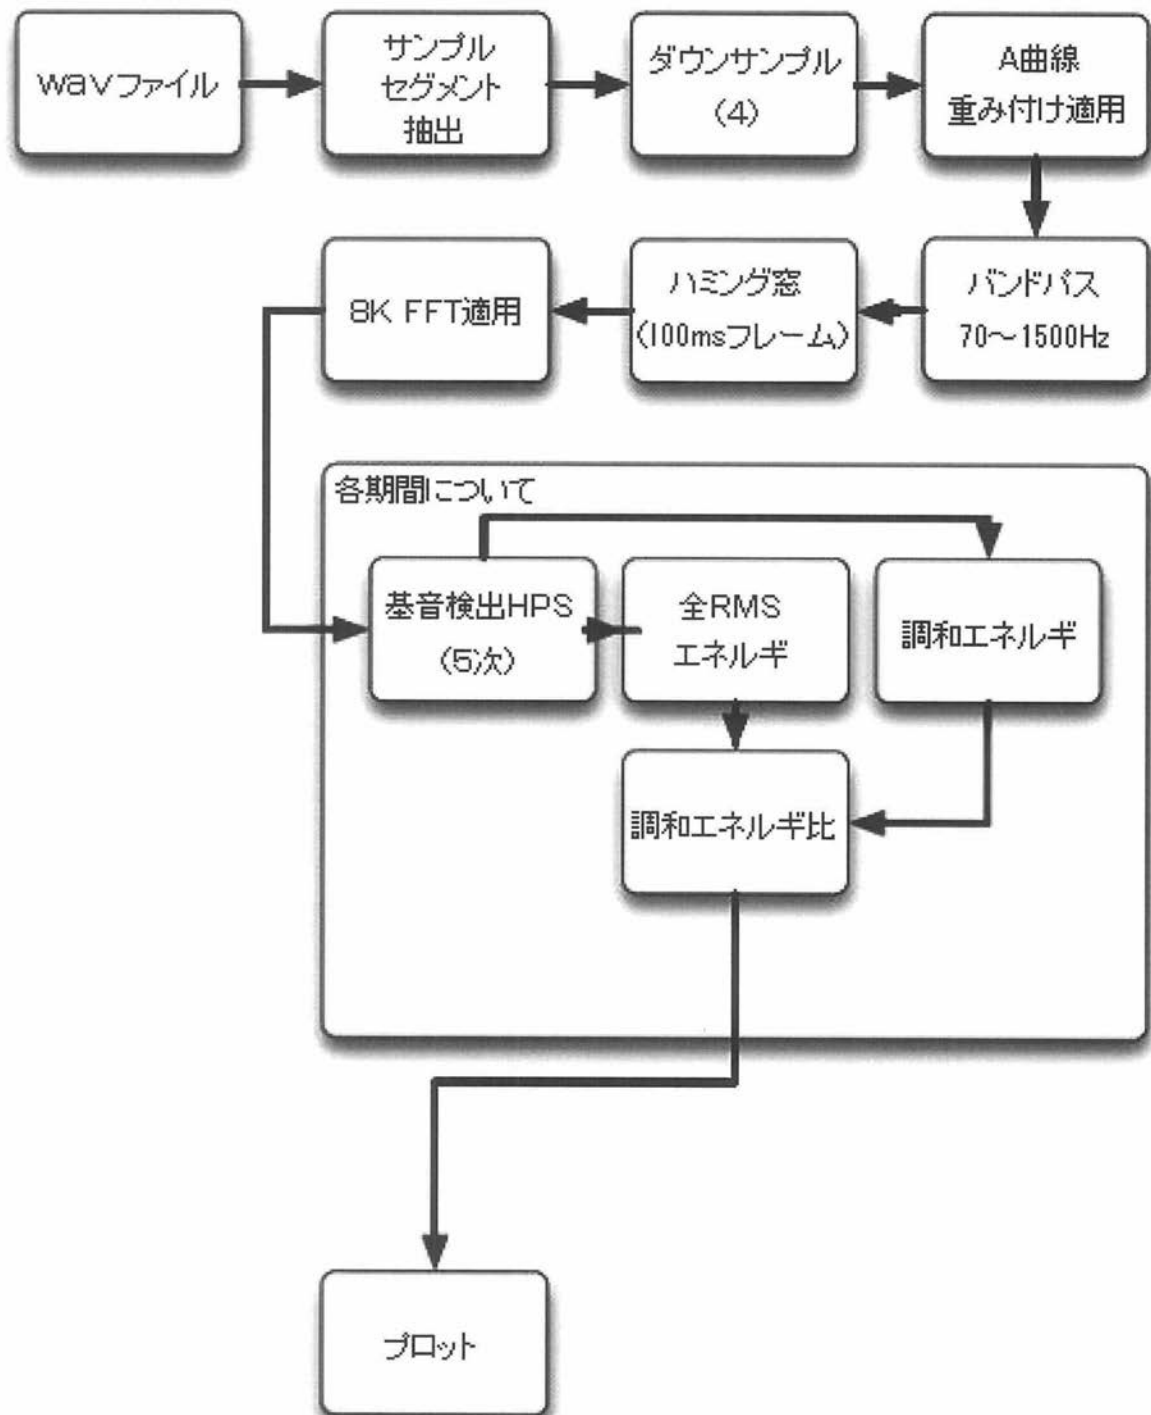 wavファイル
サンプル
セグメント
抽出
ダウンサンプル
(4)
A曲線
重み付け適用
バンドパス
70～1500Hz
ハミング窓
(100msフレーム)
8K FFT適用
各期間について
基音検出HPS
(5次)
全RMS
エネルギ
調和エネルギ
調和エネルギ比
プロット